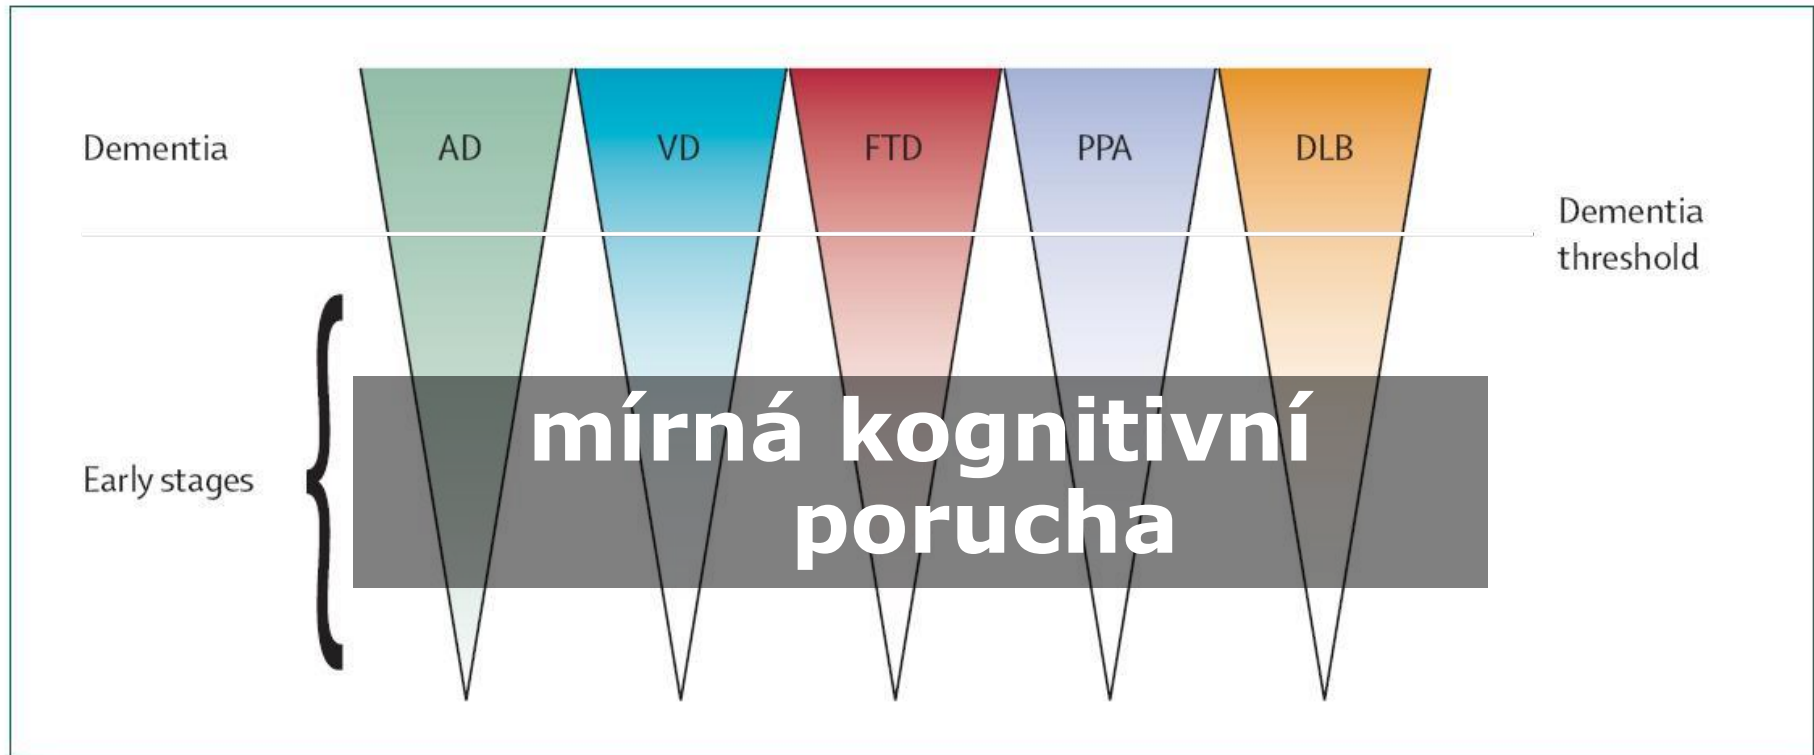 Dementia
AD
VD
FTD
PPA
DLB
Dementia
threshold
mírná kognitivní
porucha
Early stages